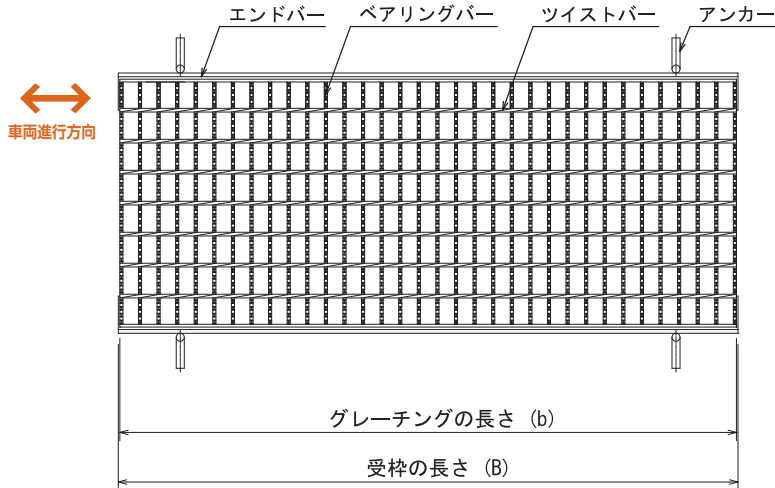 エンドバー
ベアリングバー
ツイストバー
アンカー
車両進行方向
グレーチングの長さ (b)
受枠の長さ (B)